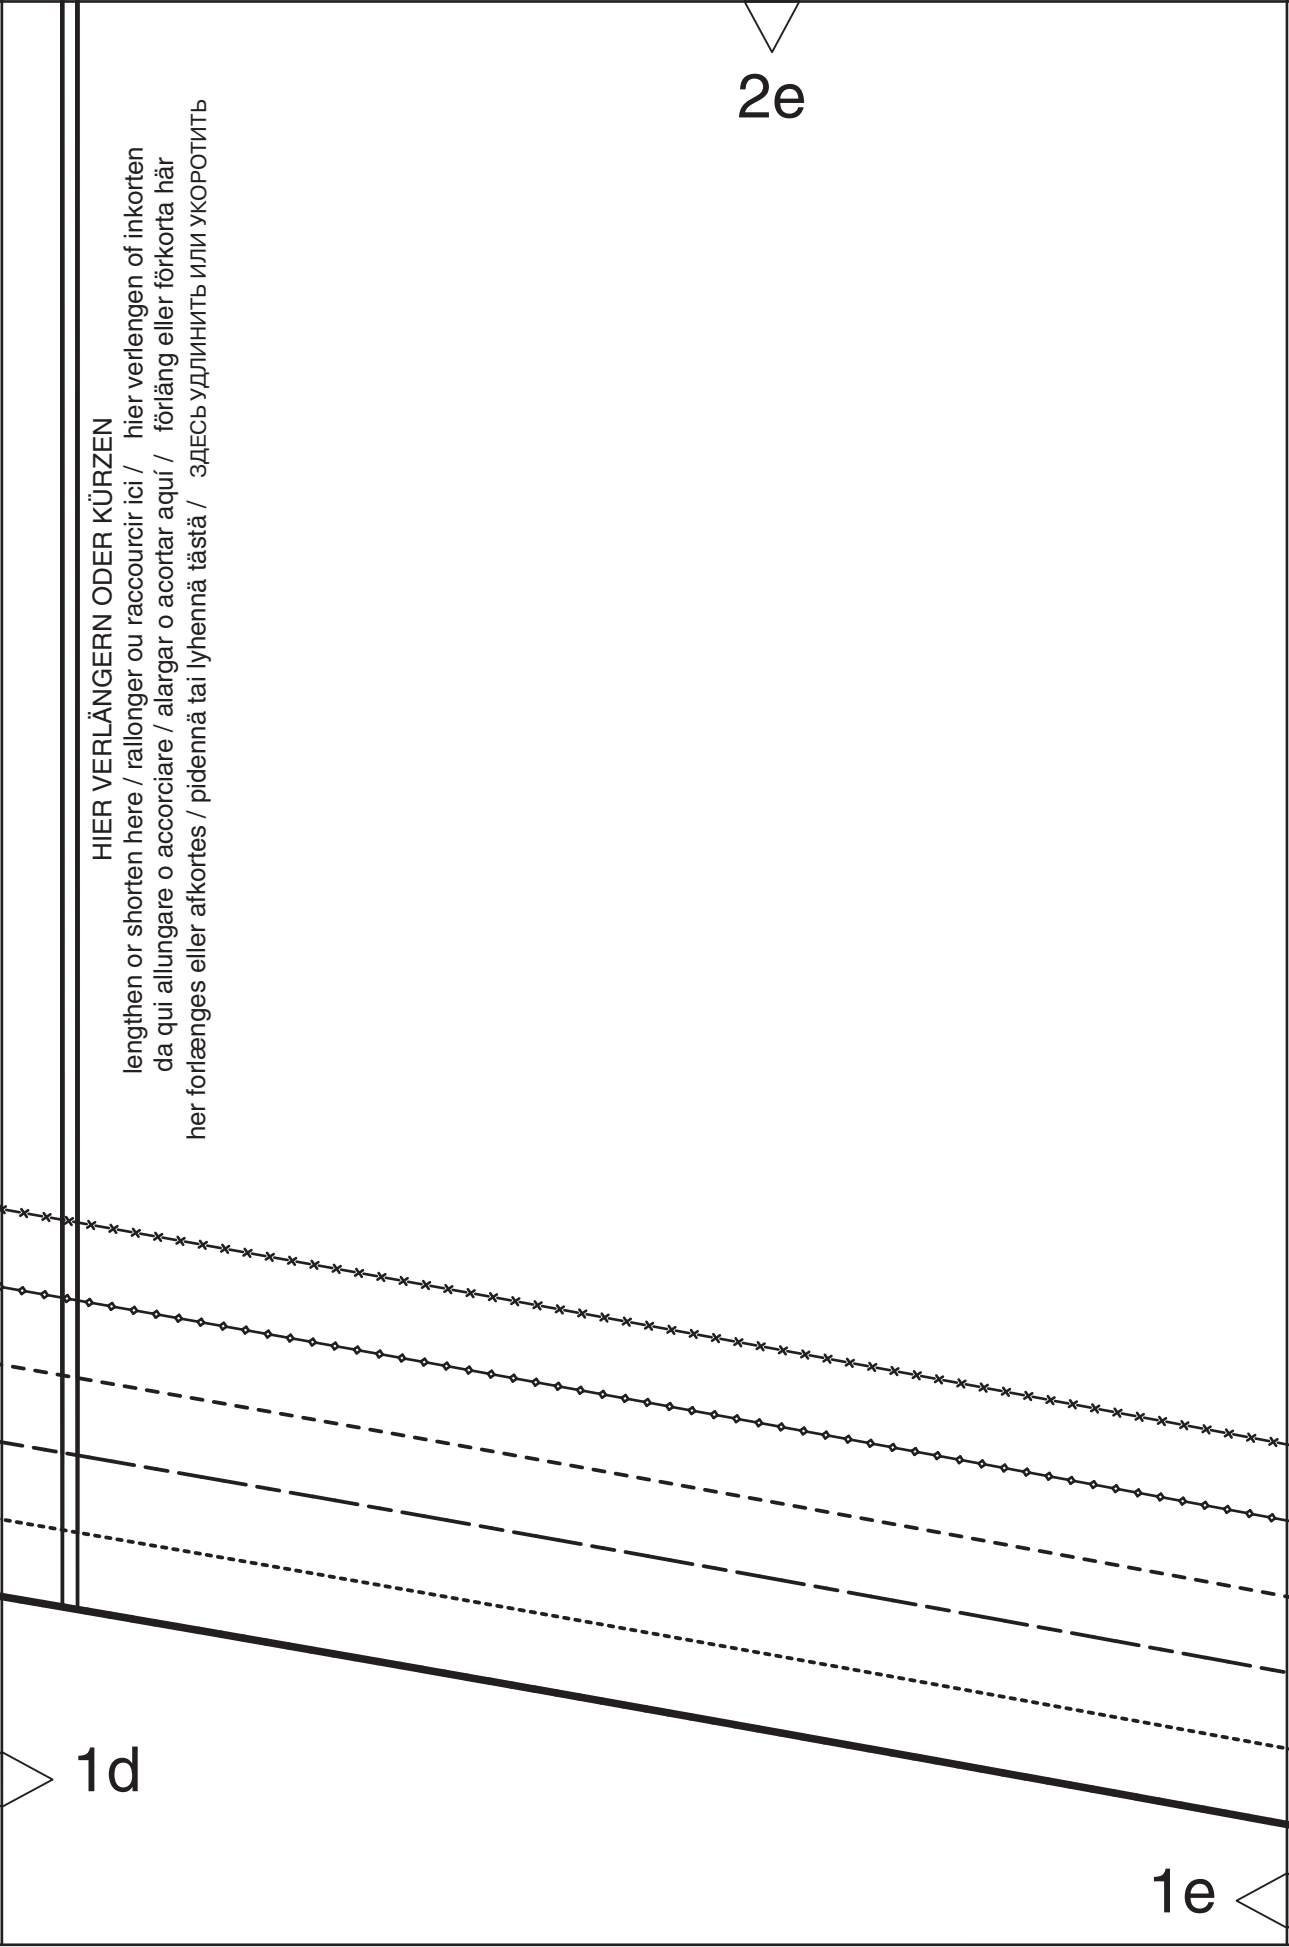 2e
HIER VERLÄNGERN ODER KÜRZEN
lengthen or shorten here / rallonger ou raccourcir ici / hier verlengen of inkorten
da qui allungare o accorciare / alargar o acortar aquí / förläng eller förkorta här
her forlænges eller afkortes / pidennä tai lyhennä tästä / ЗДЕСЬ УДЛИНИТЬ ИЛИ УКОРОТИТЬ
1d
1e